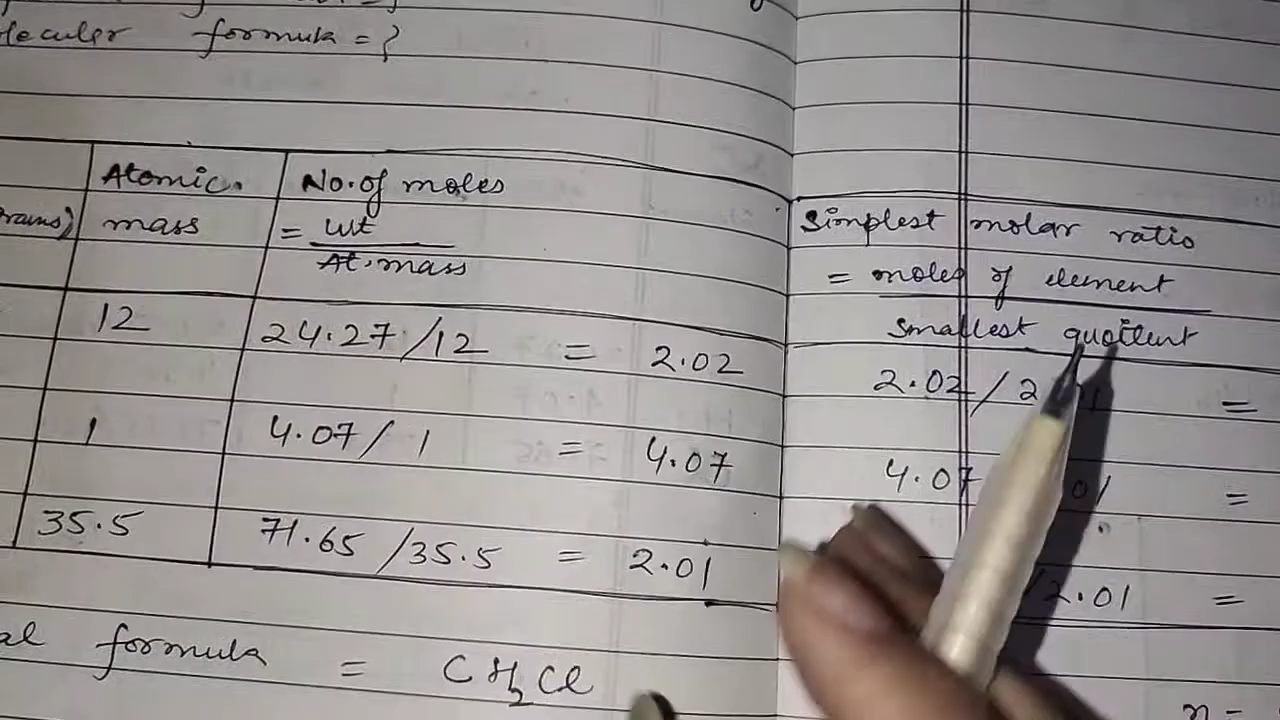 lecular formula = ?
Atomic No. of moles
mass = wt
At. mass
Simplest molar ratio
= moles of element
Smallest quoitent
12 24.27/12 = 2.02 2.02/2 =
1 4.07/1 = 4.07 4.07 01 =
35.5 71.65/35.5 = 2.01 /2.01 =
formula = CH2Cl
n =